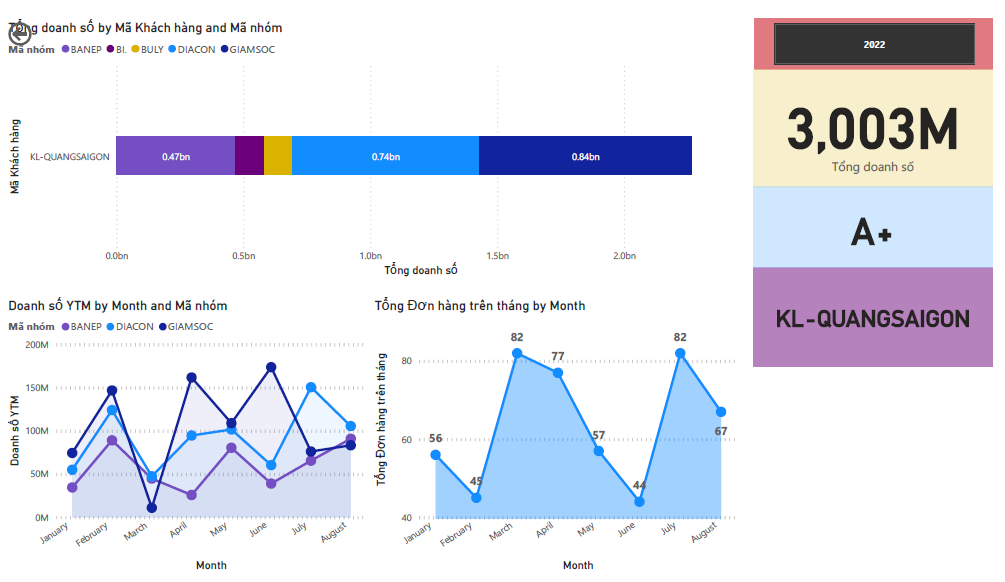 Tổng doanh số by Mã Khách hàng and Mã nhóm
Mã nhóm BANEP BI. BULY DIACON GIAMSOC
Mã Khách hàng
KL-QUANGSAIGON
0.47bn 0.74bn 0.84bn
0.0bn 0.5bn 1.0bn 1.5bn 2.0bn
Tổng doanh số
2022
3,003M
Tổng doanh số
A+
KL-QUANGSAIGON
Doanh số YTM by Month and Mã nhóm
Mã nhóm BANEP DIACON GIAMSOC
Doanh số YTM
200M
150M
100M
50M
0M
January February March April May June July August
Month
Tổng Đơn hàng trên tháng by Month
Tổng Đơn hàng trên tháng
80
60
40
56 45 82 77 57 44 82 67
January February March April May June July August
Month